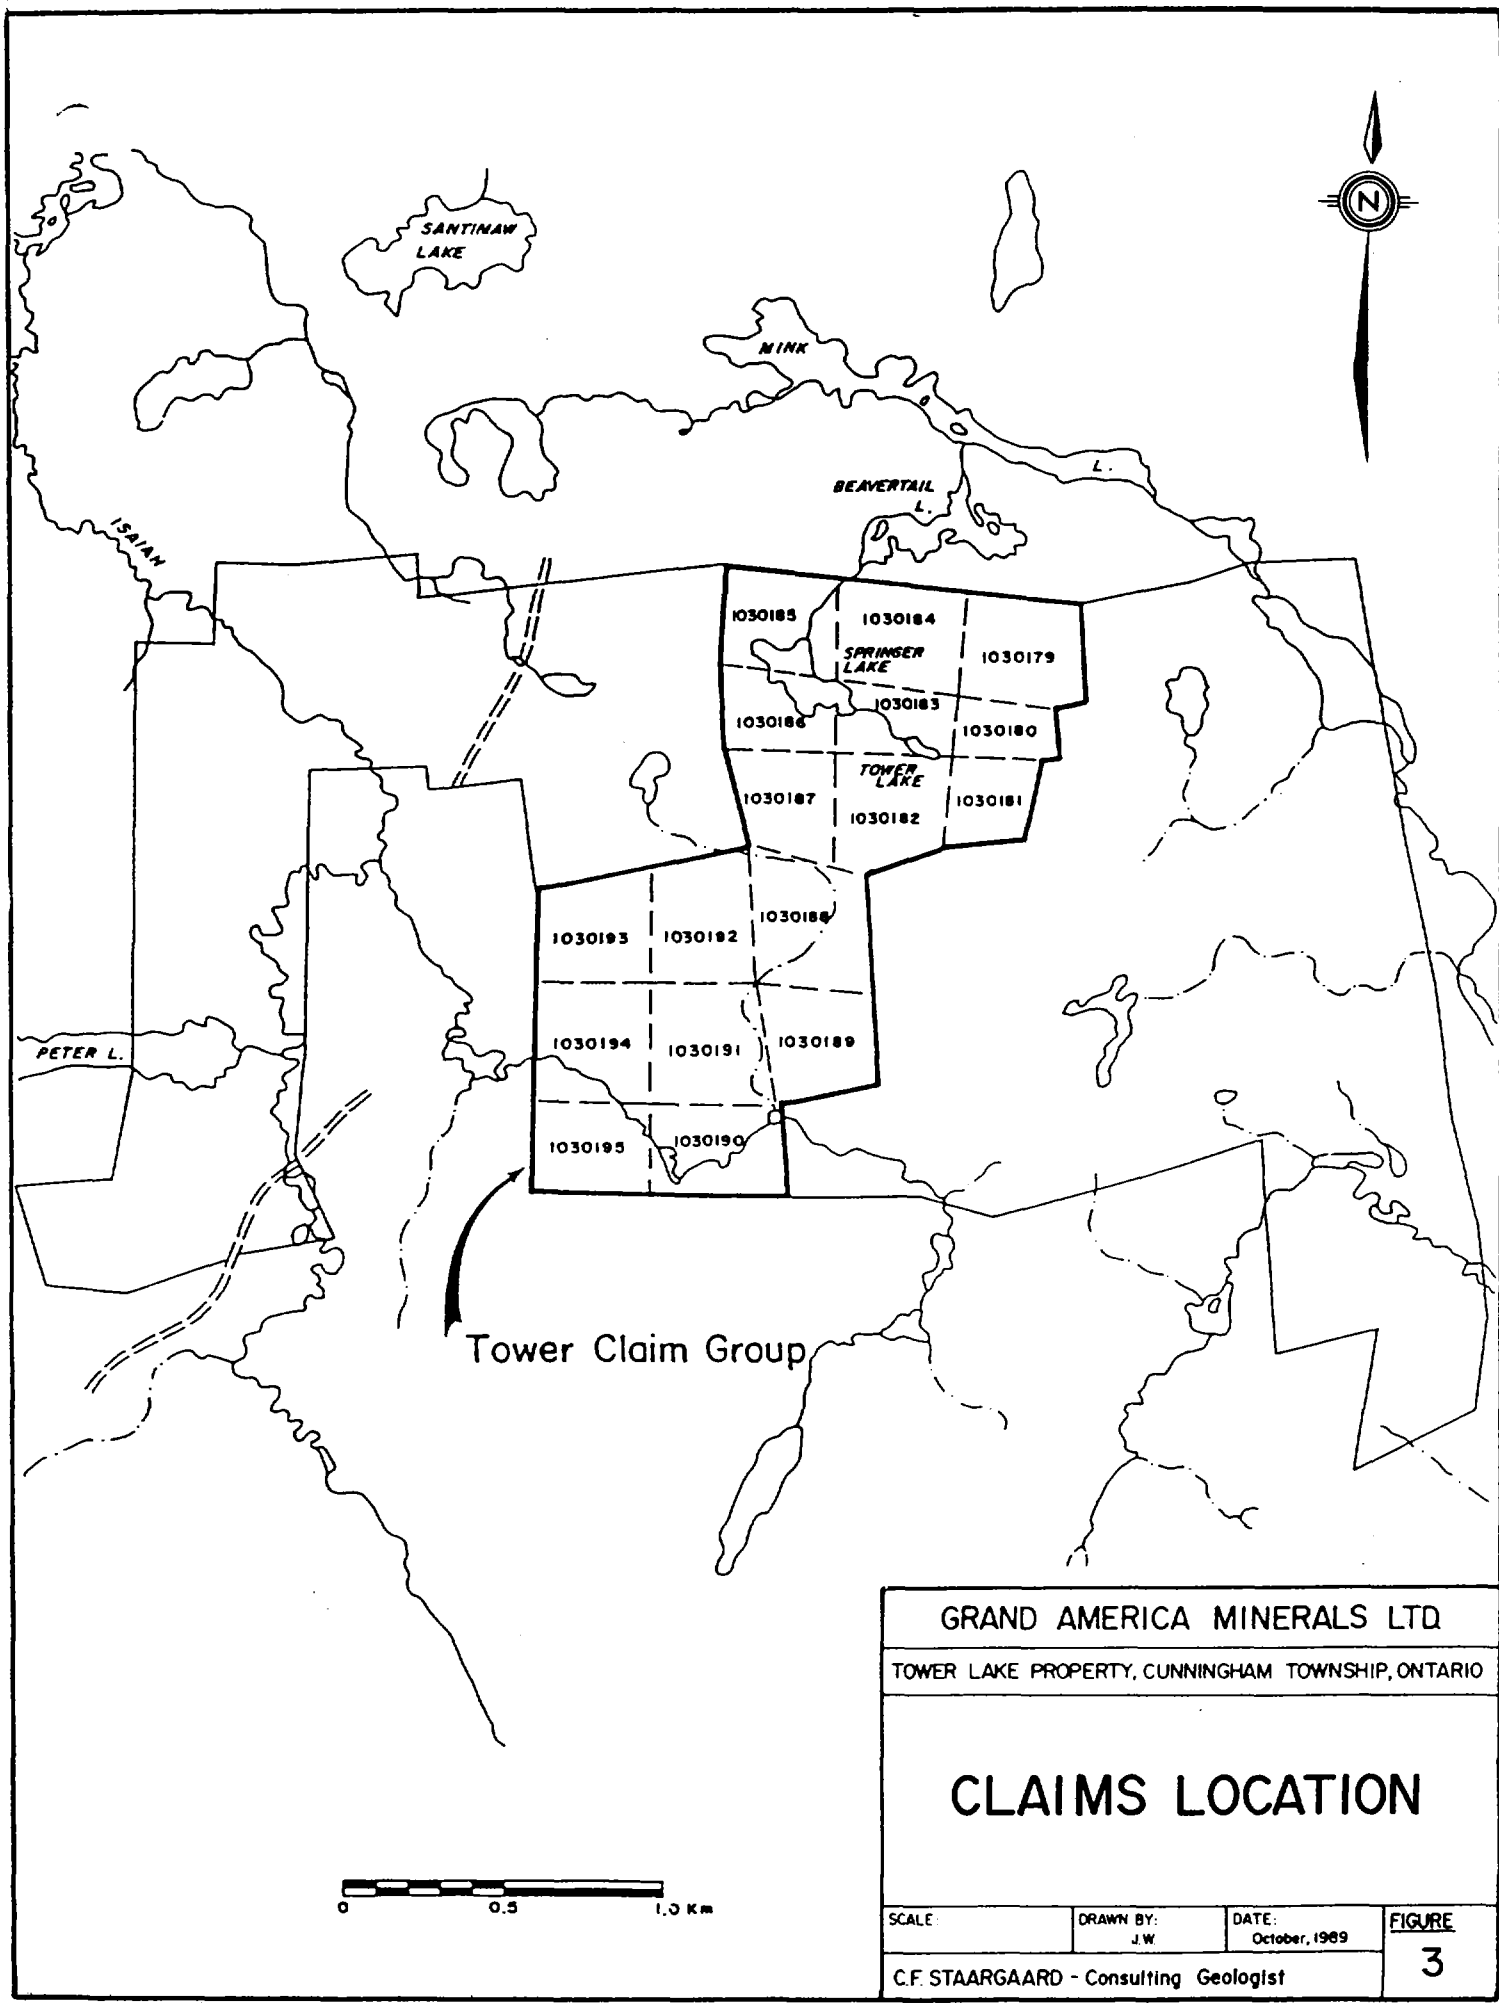 N
SANTIMAW
LAKE
MINK
L.
BEAVERTAIL
L.
ISAIAH
1030185
1030184
SPRINGER
LAKE
1030179
1030186
1030183
1030180
TOWER
LAKE
1030187
1030182
1030181
1030188
1030193
1030192
1030194
1030191
1030189
PETER L.
1030195
1030190
Tower Claim Group
GRAND AMERICA MINERALS LTD.
TOWER LAKE PROPERTY, CUNNINGHAM TOWNSHIP, ONTARIO
CLAIMS LOCATION
0 0.5 1.0 Km
SCALE:
DRAWN BY:
J.W.
DATE:
October, 1989
FIGURE
3
C.F. STAARGAARD - Consulting Geologist